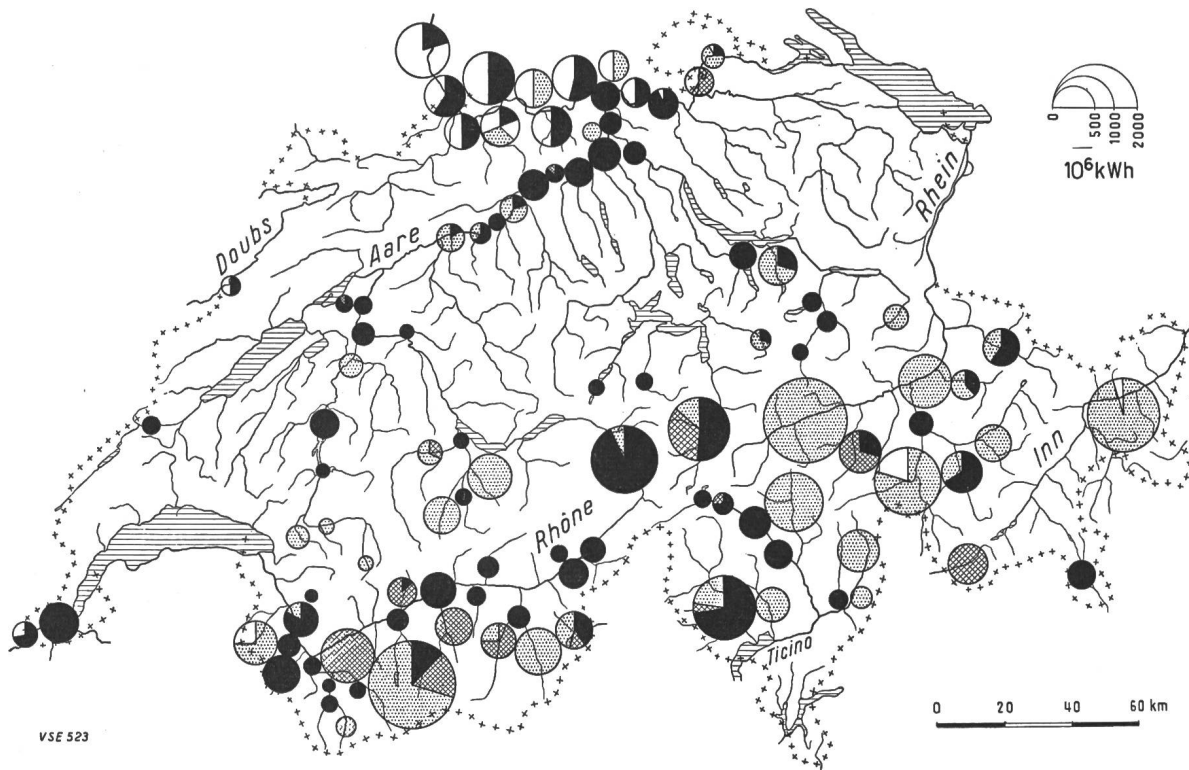 0
500
1000
2000
10⁶kWh
Rhein
Doubs
Aare
Inn
Rhône
Ticino
0 20 40 60 km
VSE 523